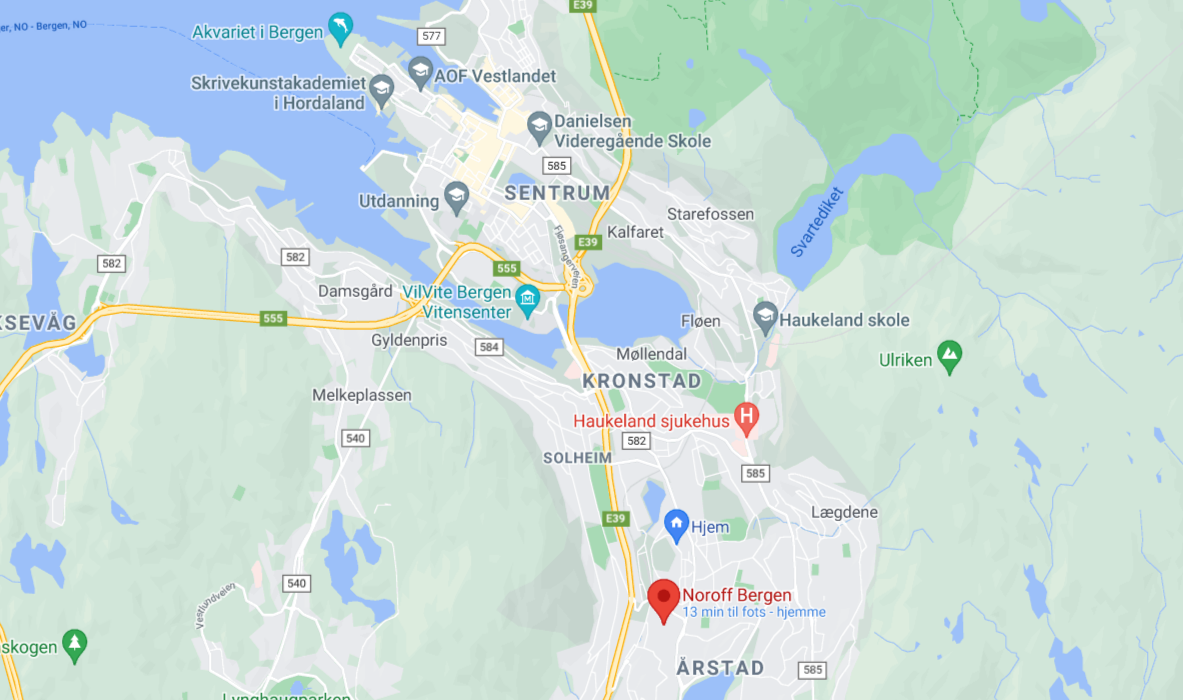 er, NO - Bergen, NO
E39
577
Akvariet i Bergen
AOF Vestlandet
Skrivekunstakademiet
i Hordaland
Danielsen
Videregående Skole
585
SENTRUM
Utdanning
Starefossen
Svartediket
Kalfaret
Fjøsangerveien
E39
582
582
555
Damsgård
VilVite Bergen
Vitensenter
KSEVÅG
555
Fløen
Haukeland skole
Gyldenpris
584
Møllendal
Ulriken
KRONSTAD
Melkeplassen
Haukeland sjukehus
H
540
582
SOLHEIM
585
Lægdene
E39
Hjem
540
Vestlundveien
Noroff Bergen
13 min til fots - hjemme
skogen
ÅRSTAD
585
Lynghaugparken